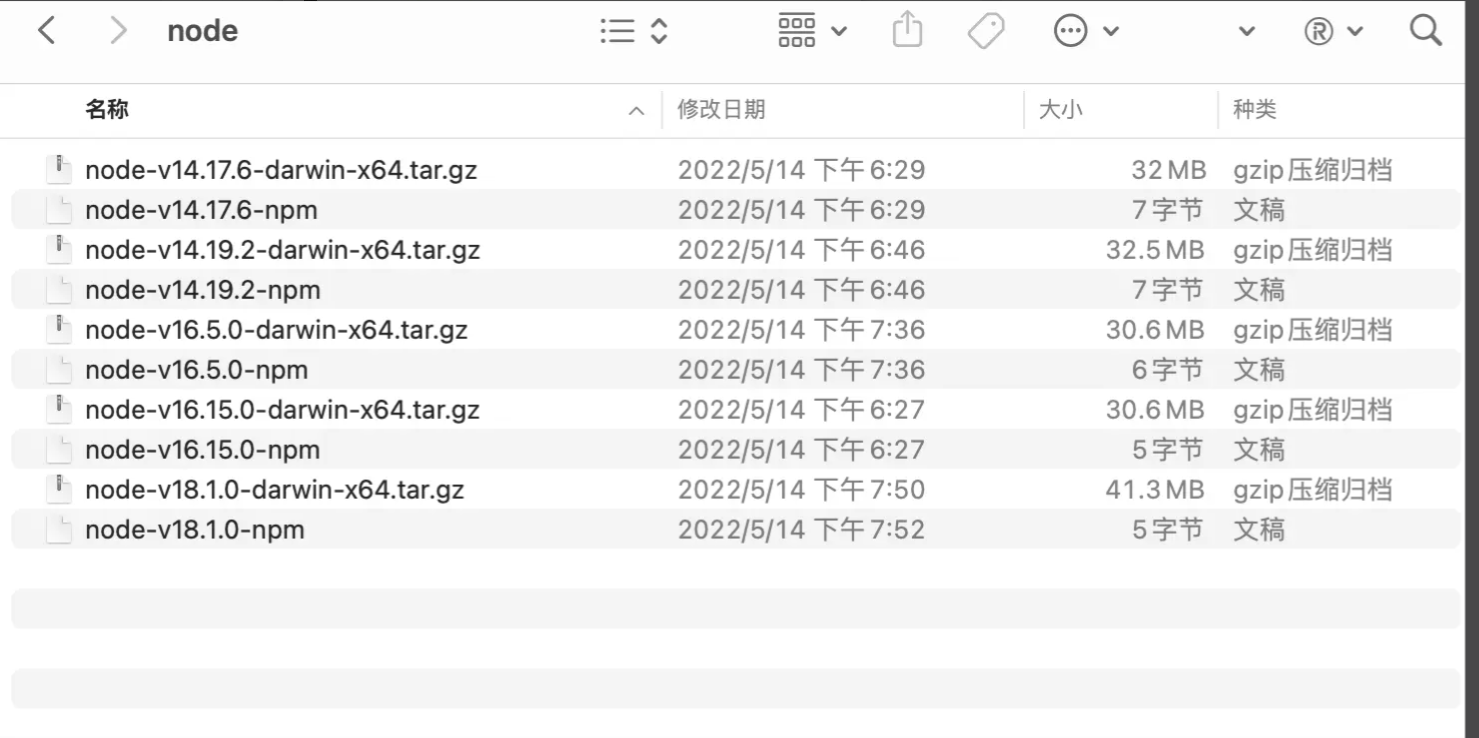 node
名称 修改日期 大小 种类
node-v14.17.6-darwin-x64.tar.gz 2022/5/14 下午6:29 32 MB gzip压缩归档
node-v14.17.6-npm 2022/5/14 下午6:29 7字节 文稿
node-v14.19.2-darwin-x64.tar.gz 2022/5/14 下午6:46 32.5 MB gzip压缩归档
node-v14.19.2-npm 2022/5/14 下午6:46 7字节 文稿
node-v16.5.0-darwin-x64.tar.gz 2022/5/14 下午7:36 30.6 MB gzip压缩归档
node-v16.5.0-npm 2022/5/14 下午7:36 6字节 文稿
node-v16.15.0-darwin-x64.tar.gz 2022/5/14 下午6:27 30.6 MB gzip压缩归档
node-v16.15.0-npm 2022/5/14 下午6:27 5字节 文稿
node-v18.1.0-darwin-x64.tar.gz 2022/5/14 下午7:50 41.3 MB gzip压缩归档
node-v18.1.0-npm 2022/5/14 下午7:52 5字节 文稿